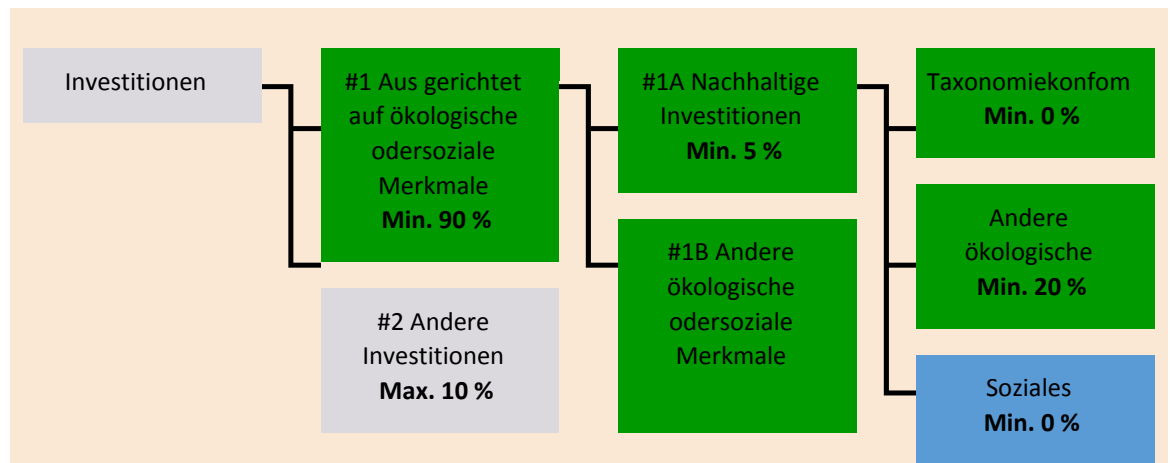 Investitionen
#1 Aus gerichtet
auf ökologische
odersoziale
Merkmale
Min. 90 %
#2 Andere
Investitionen
Max. 10 %
#1A Nachhaltige
Investitionen
Min. 5 %
#1B Andere
ökologische
odersoziale
Merkmale
Taxonomiekonfom
Min. 0 %
Andere
ökologische
Min. 20 %
Soziales
Min. 0 %